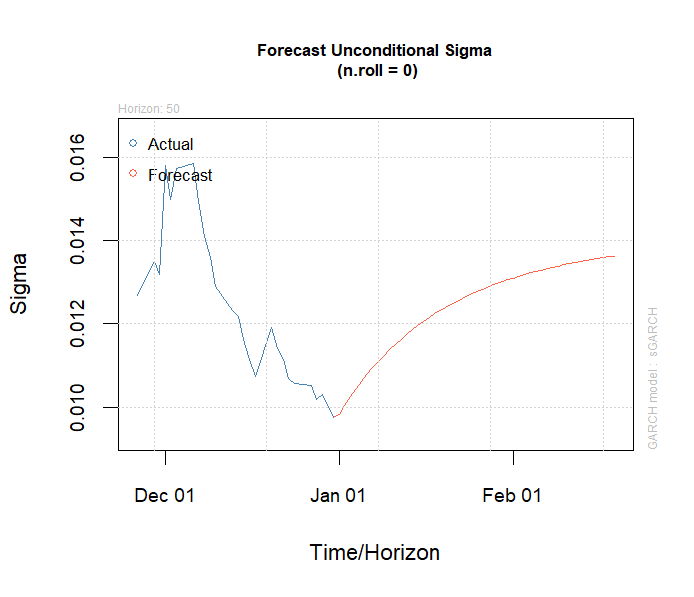 Forecast Unconditional Sigma
(n.roll = 0)
Horizon: 50
Actual
Forecast
0.016
0.014
0.012
0.010
Sigma
GARCH model : sGARCH
Dec 01
Jan 01
Feb 01
Time/Horizon